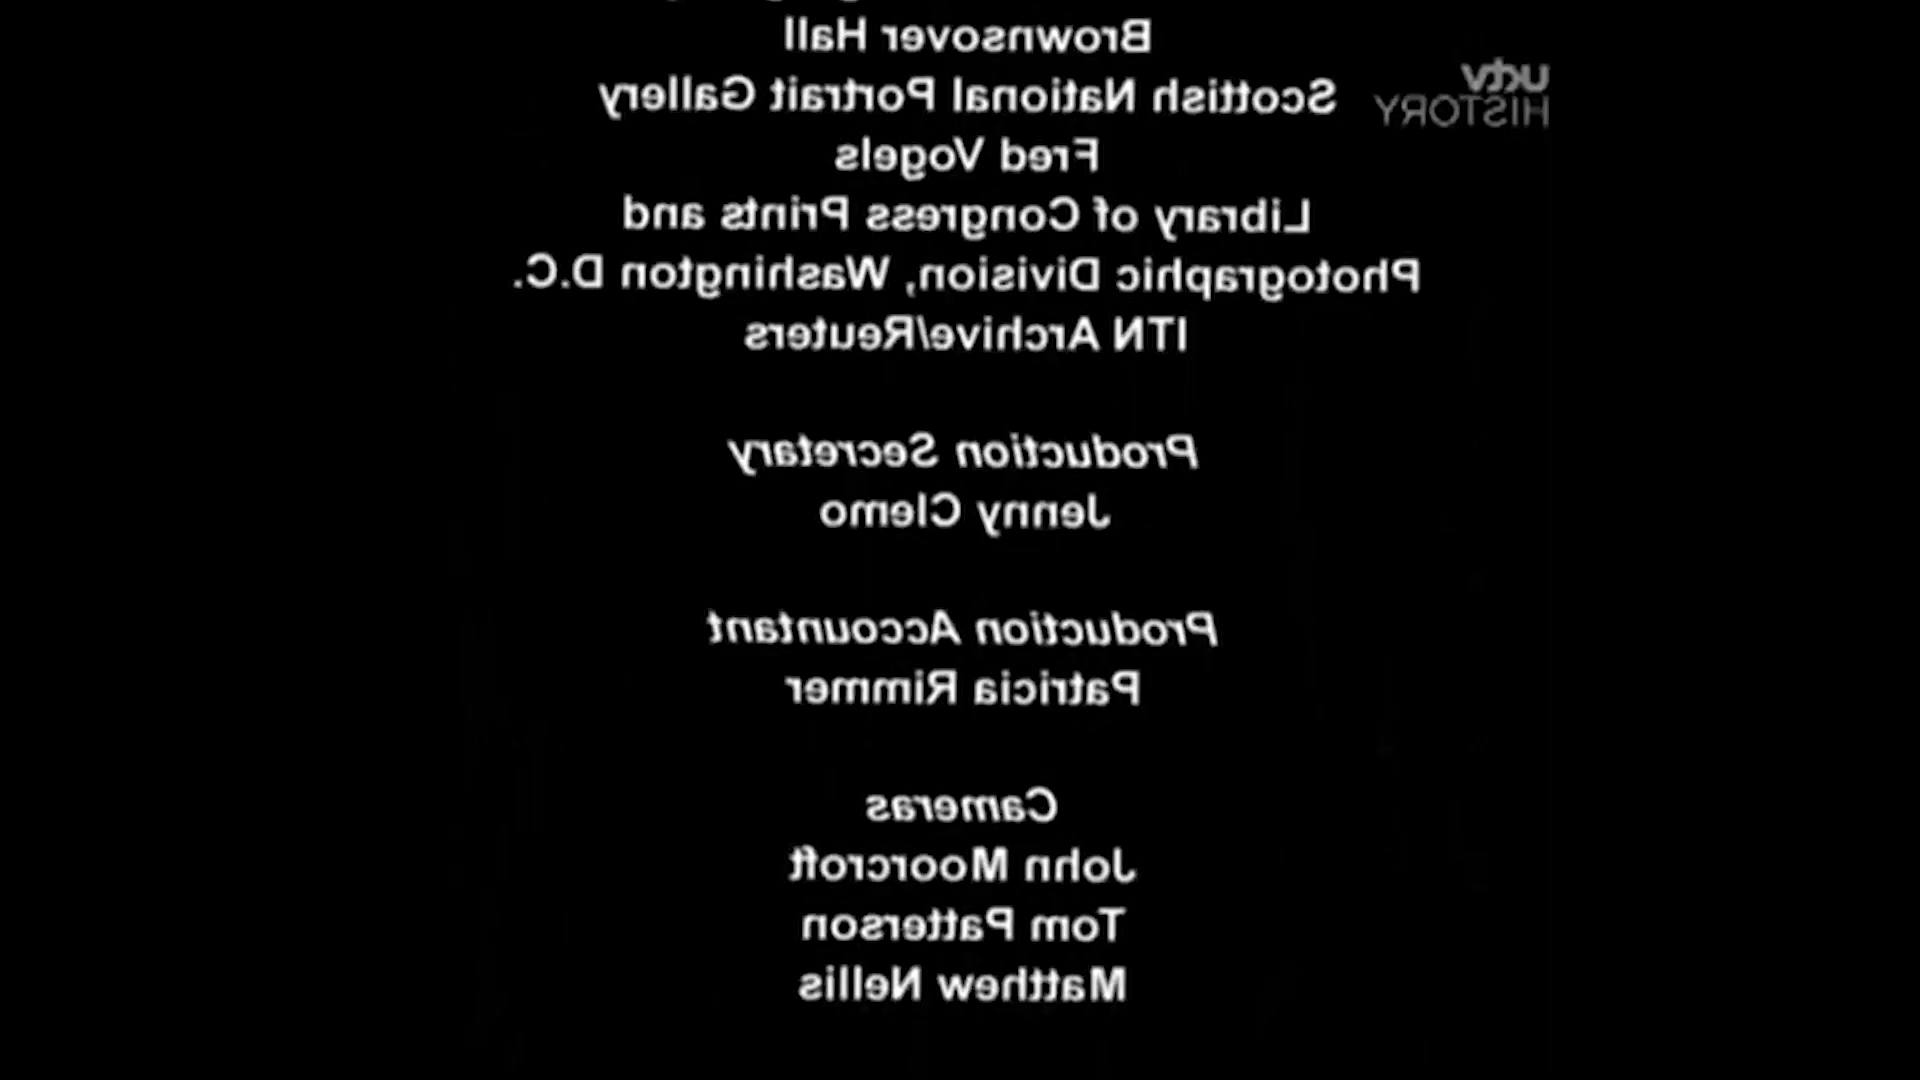 Brownsover Hall
Scottish National Portrait Gallery
Fred Vogels
Library of Congress Prints and
Photographic Division, Washington D.C.
ITN Archive/Reuters
Production Secretary
Jenny Clemo
Production Accountant
Patricia Rimmer
Cameras
John Moorcroft
Tom Patterson
Matthew Nellis
uctv
HISTORY